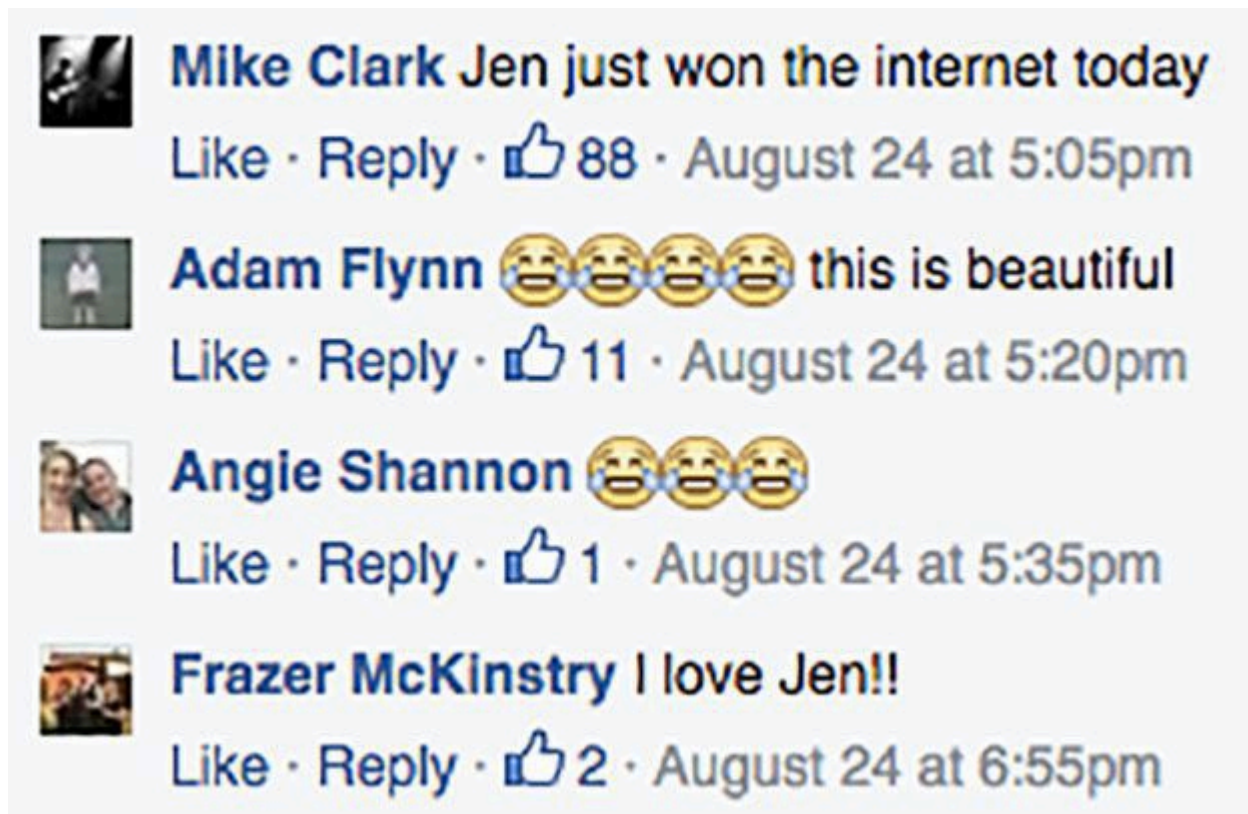 Mike Clark Jen just won the internet today
Like · Reply · 88 · August 24 at 5:05pm
Adam Flynn 😂😂😂😂 this is beautiful
Like · Reply · 11 · August 24 at 5:20pm
Angie Shannon 😂😂😂
Like · Reply · 1 · August 24 at 5:35pm
Frazer McKinstry I love Jen!!
Like · Reply · 2 · August 24 at 6:55pm